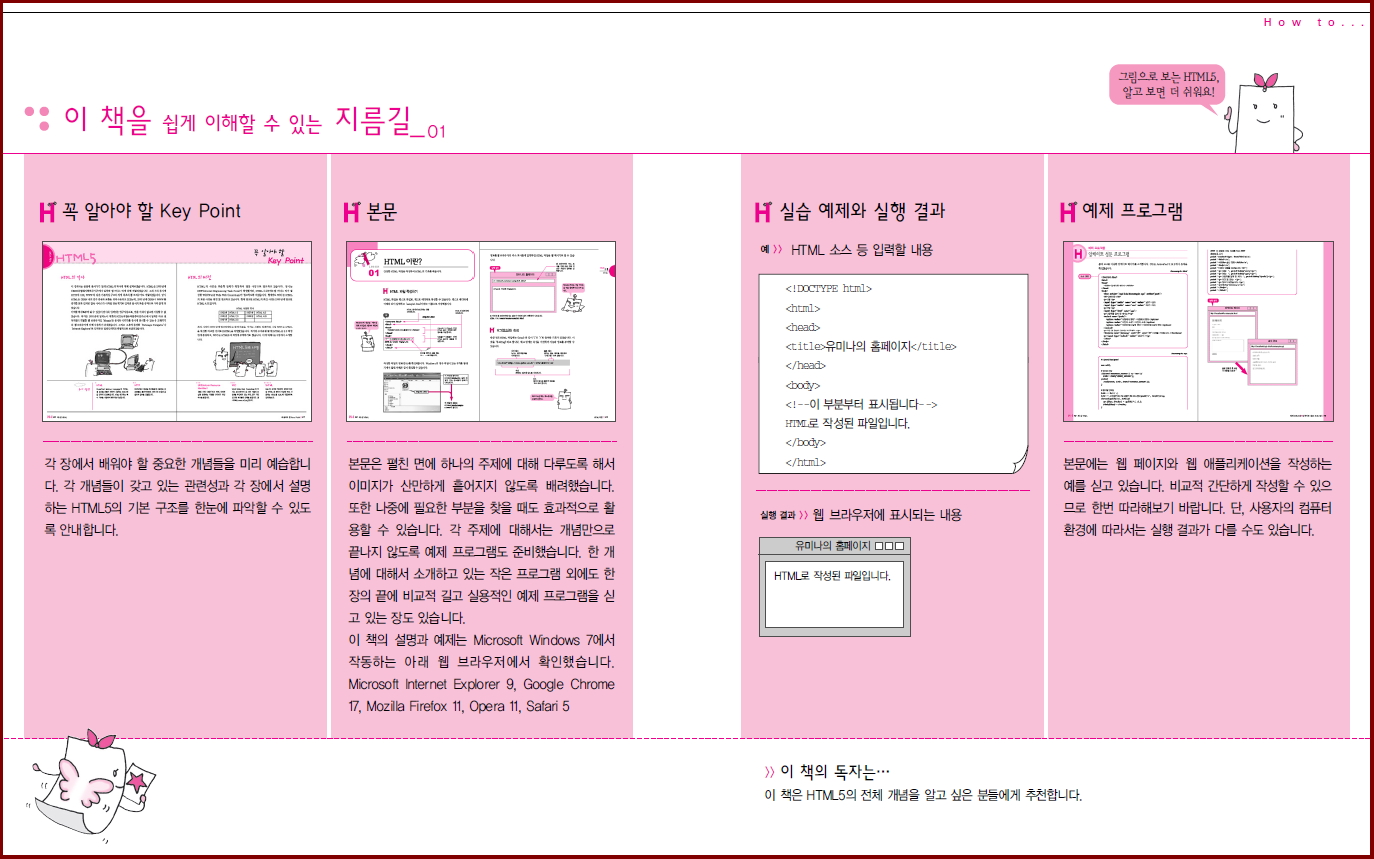 How to...
그림으로 보는 HTML5,
알고 보면 더 쉬워요!
이 책을 쉽게 이해할 수 있는 지름길_01
꼭 알아야 할 Key Point
HTML5
꼭 알아야 할
Key Point
각 장에서 배워야 할 중요한 개념들을 미리 예습합니
다. 각 개념들이 갖고 있는 관련성과 각 장에서 설명
하는 HTML5의 기본 구조를 한눈에 파악할 수 있도
록 안내합니다.
본문
01
HTML 이란?
본문은 펼친 면에 하나의 주제에 대해 다루도록 해서
이미지가 산만하게 흩어지지 않도록 배려했습니다.
또한 나중에 필요한 부분을 찾을 때도 효과적으로 활
용할 수 있습니다. 각 주제에 대해서는 개념만으로
끝나지 않도록 예제 프로그램도 준비했습니다. 한 개
념에 대해서 소개하고 있는 작은 프로그램 외에도 한
장의 끝에 비교적 길고 실용적인 예제 프로그램을 싣
고 있는 장도 있습니다.
이 책의 설명과 예제는 Microsoft Windows 7에서
작동하는 아래 웹 브라우저에서 확인했습니다.
Microsoft Internet Explorer 9, Google Chrome
17, Mozilla Firefox 11, Opera 11, Safari 5
실습 예제와 실행 결과
예 >> HTML 소스 등 입력할 내용
<!DOCTYPE html>
<html>
<head>
<title>유미나의 홈페이지</title>
</head>
<body>
<!--이 부분부터 표시됩니다-->
HTML로 작성된 파일입니다.
</body>
</html>
실행 결과 >> 웹 브라우저에 표시되는 내용
유미나의 홈페이지
HTML로 작성된 파일입니다.
예제 프로그램
본문에는 웹 페이지와 웹 애플리케이션을 작성하는
예를 싣고 있습니다. 비교적 간단하게 작성할 수 있으
므로 한번 따라해보기 바랍니다. 단, 사용자의 컴퓨터
환경에 따라서는 실행 결과가 다를 수도 있습니다.
>> 이 책의 독자는…
이 책은 HTML5의 전체 개념을 알고 싶은 분들에게 추천합니다.